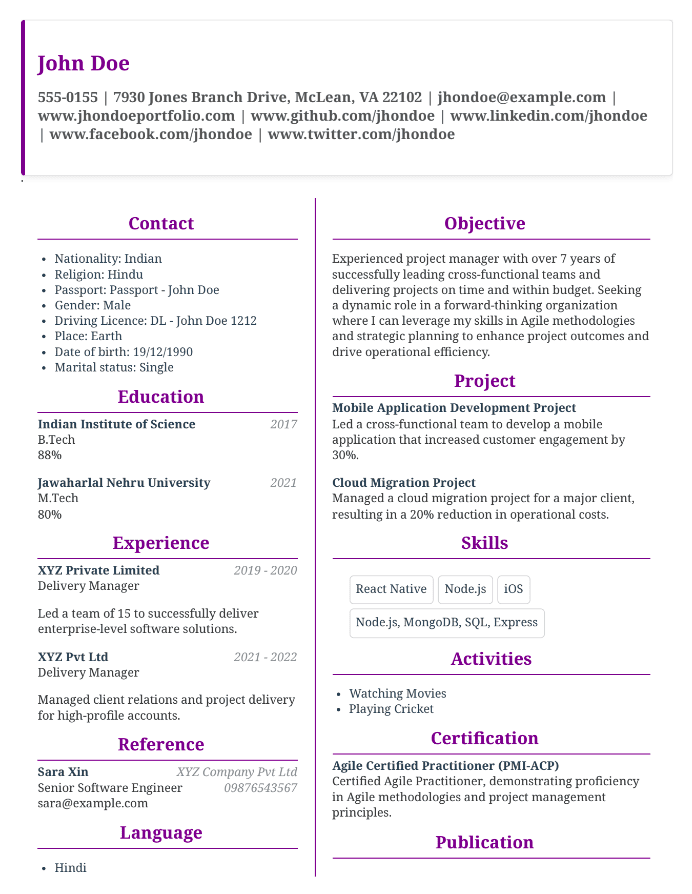 John Doe
555-0155 | 7930 Jones Branch Drive, McLean, VA 22102 | jhondoe@example.com |
www.jhondoeportfolio.com | www.github.com/jhondoe | www.linkedin.com/jhondoe
| www.facebook.com/jhondoe | www.twitter.com/jhondoe
.
Contact
• Nationality: Indian
• Religion: Hindu
• Passport: Passport - John Doe
• Gender: Male
• Driving Licence: DL - John Doe 1212
• Place: Earth
• Date of birth: 19/12/1990
• Marital status: Single
Education
Indian Institute of Science 2017
B.Tech
88%
Jawaharlal Nehru University 2021
M.Tech
80%
Experience
XYZ Private Limited 2019 - 2020
Delivery Manager
Led a team of 15 to successfully deliver
enterprise-level software solutions.
XYZ Pvt Ltd 2021 - 2022
Delivery Manager
Managed client relations and project delivery
for high-profile accounts.
Reference
Sara Xin XYZ Company Pvt Ltd
Senior Software Engineer 09876543567
sara@example.com
Language
• Hindi
Objective
Experienced project manager with over 7 years of
successfully leading cross-functional teams and
delivering projects on time and within budget. Seeking
a dynamic role in a forward-thinking organization
where I can leverage my skills in Agile methodologies
and strategic planning to enhance project outcomes and
drive operational efficiency.
Project
Mobile Application Development Project
Led a cross-functional team to develop a mobile
application that increased customer engagement by
30%.
Cloud Migration Project
Managed a cloud migration project for a major client,
resulting in a 20% reduction in operational costs.
Skills
React Native Node.js iOS
Node.js, MongoDB, SQL, Express
Activities
• Watching Movies
• Playing Cricket
Certification
Agile Certified Practitioner (PMI-ACP)
Certified Agile Practitioner, demonstrating proficiency
in Agile methodologies and project management
principles.
Publication